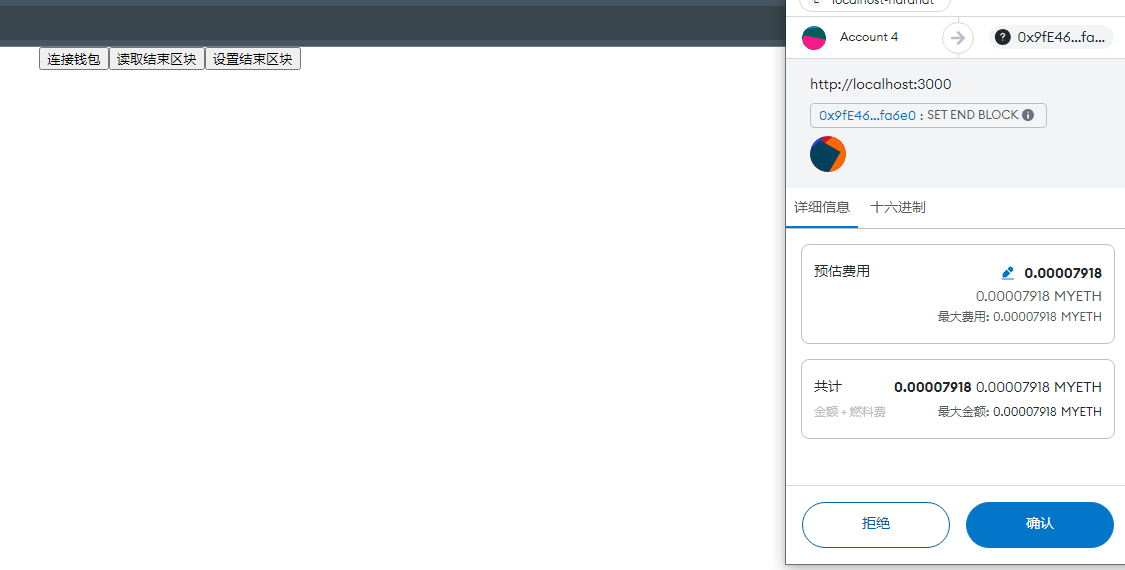 连接钱包 读取结束区块 设置结束区块
localhost-hardhat
Account 4
0x9fE46...fa...
http://localhost:3000
0x9fE46...fa6e0 : SET END BLOCK
详细信息 十六进制
预估费用 0.00007918
0.00007918 MYETH
最大费用: 0.00007918 MYETH
共计 0.00007918 0.00007918 MYETH
金额 + 燃料费 最大金额: 0.00007918 MYETH
拒绝 确认